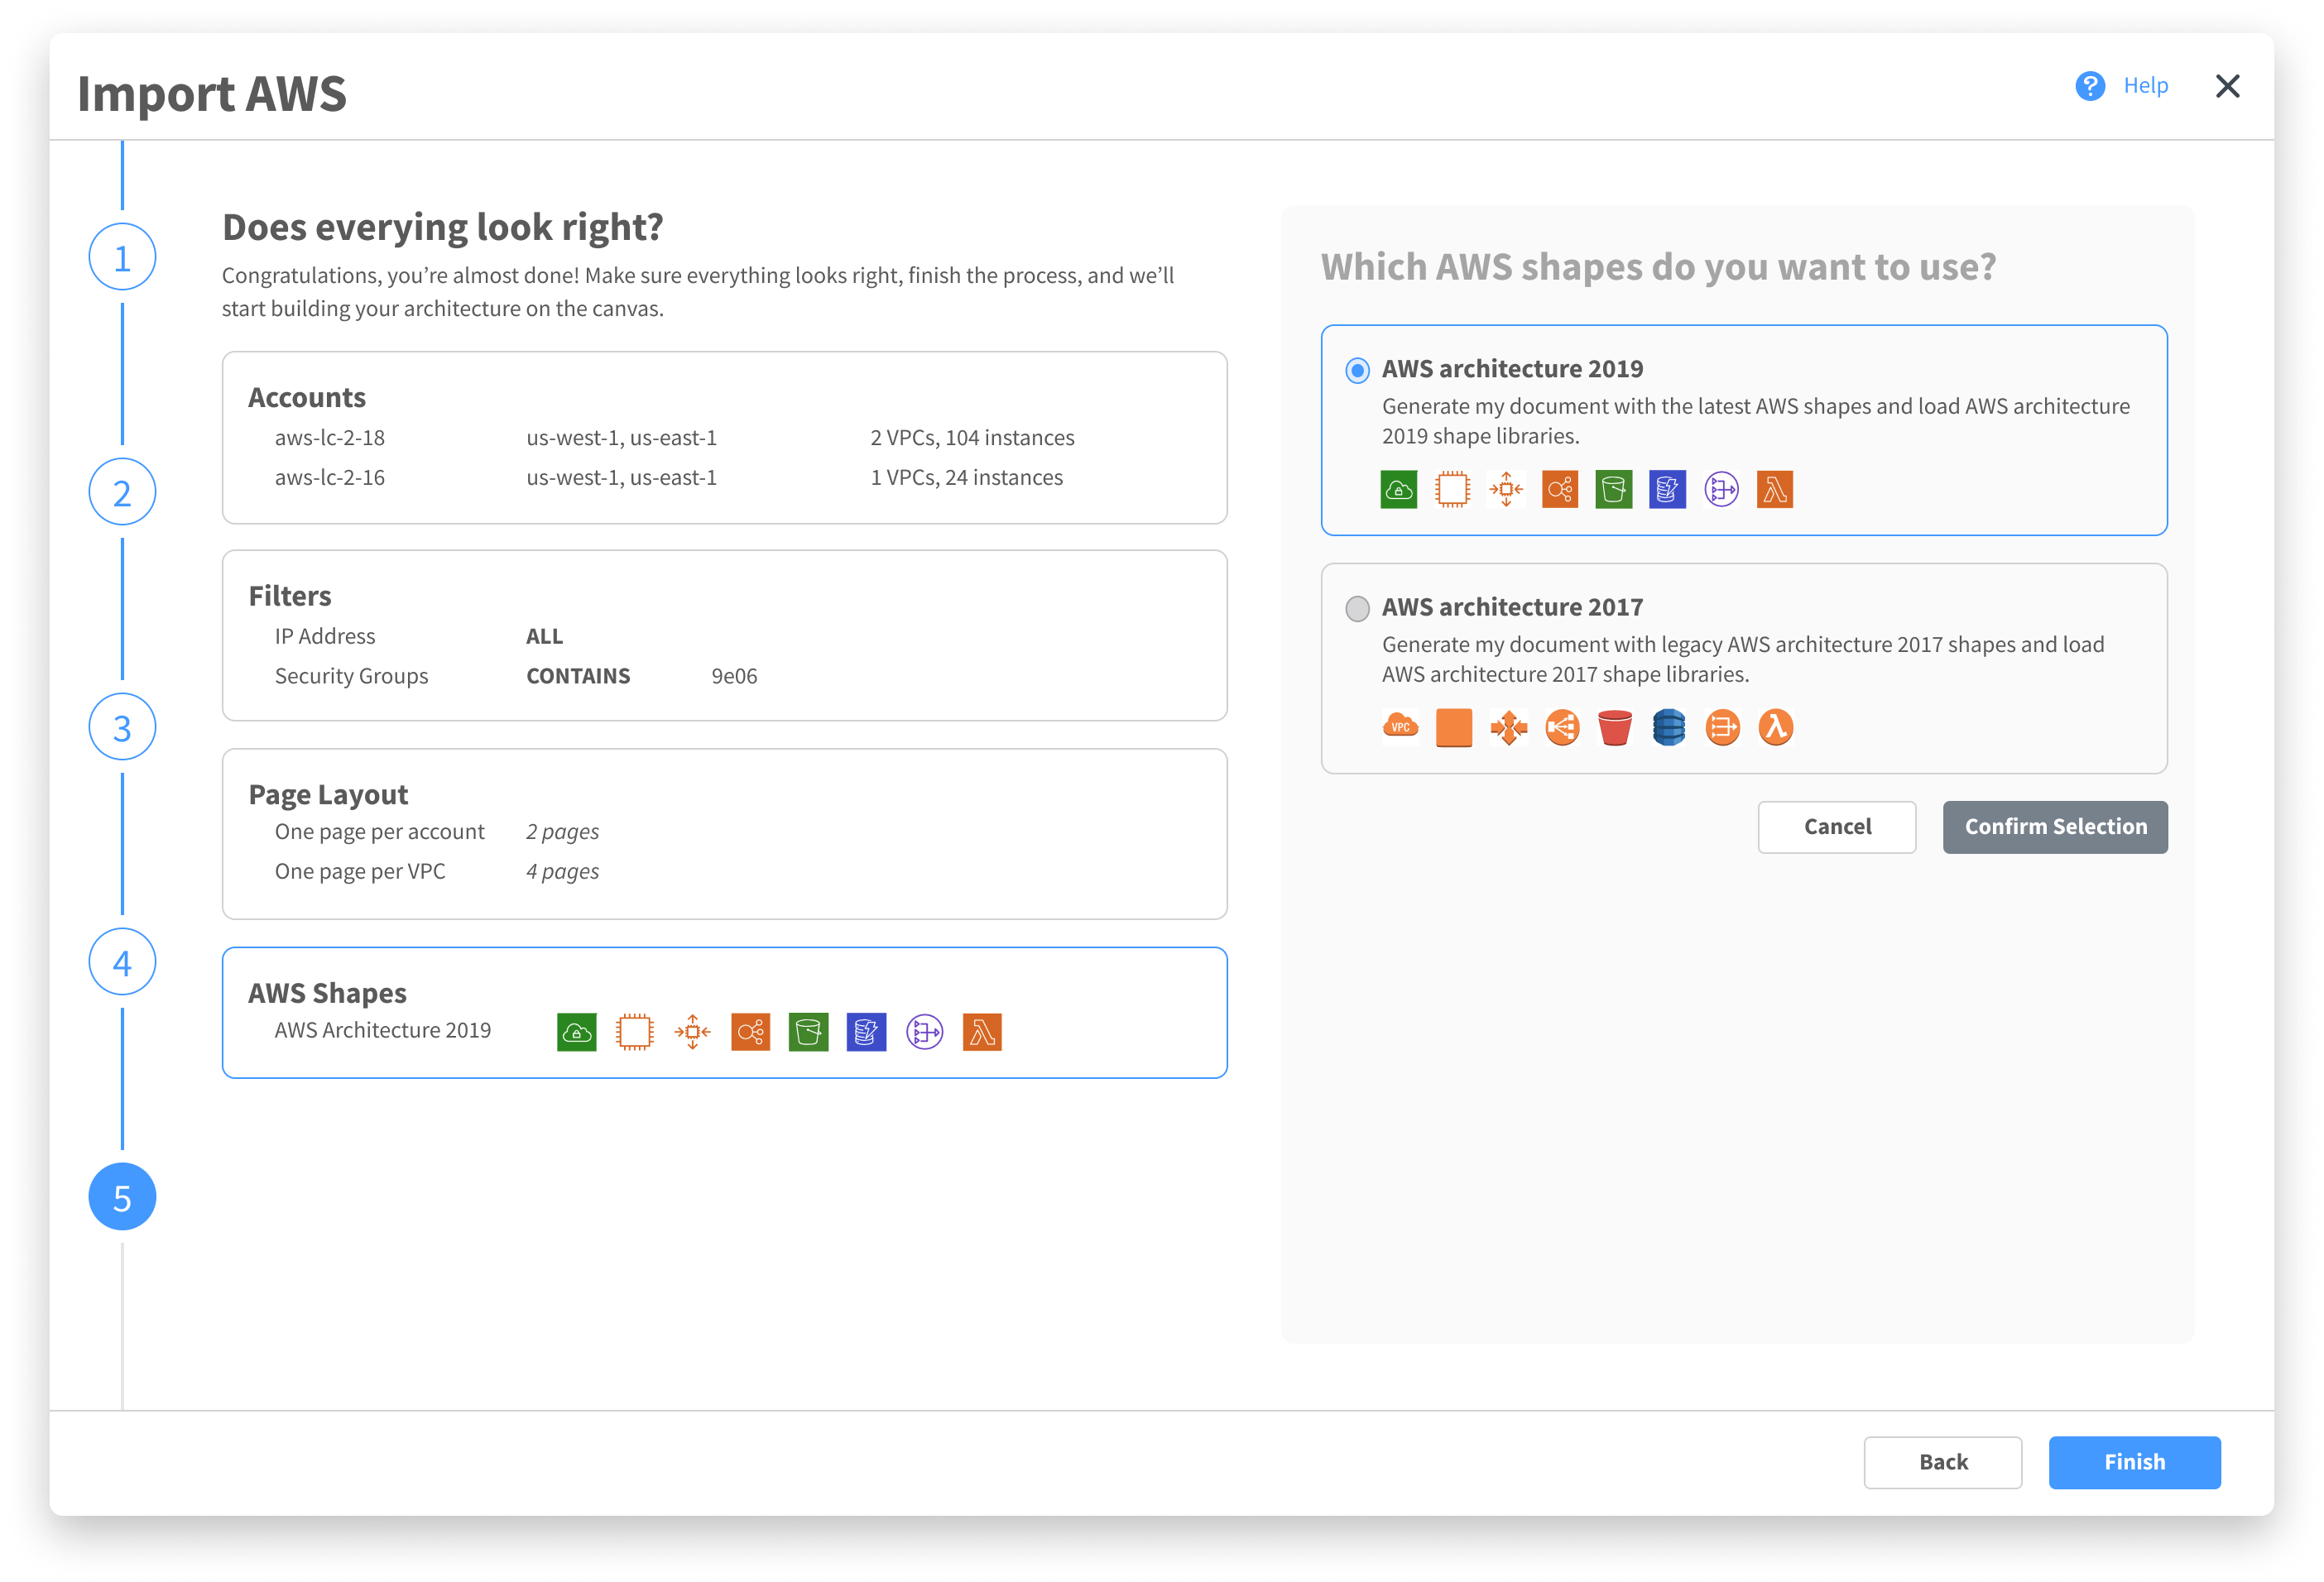 Import AWS
? Help
1
2
3
4
5
Does everying look right?
Congratulations, you’re almost done! Make sure everything looks right, finish the process, and we’ll
start building your architecture on the canvas.
Accounts
aws-lc-2-18 us-west-1, us-east-1 2 VPCs, 104 instances
aws-lc-2-16 us-west-1, us-east-1 1 VPCs, 24 instances
Filters
IP Address ALL
Security Groups CONTAINS 9e06
Page Layout
One page per account 2 pages
One page per VPC 4 pages
AWS Shapes
AWS Architecture 2019
Which AWS shapes do you want to use?
AWS architecture 2019
Generate my document with the latest AWS shapes and load AWS architecture
2019 shape libraries.
AWS architecture 2017
Generate my document with legacy AWS architecture 2017 shapes and load
AWS architecture 2017 shape libraries.
VPC
Cancel Confirm Selection
Back Finish